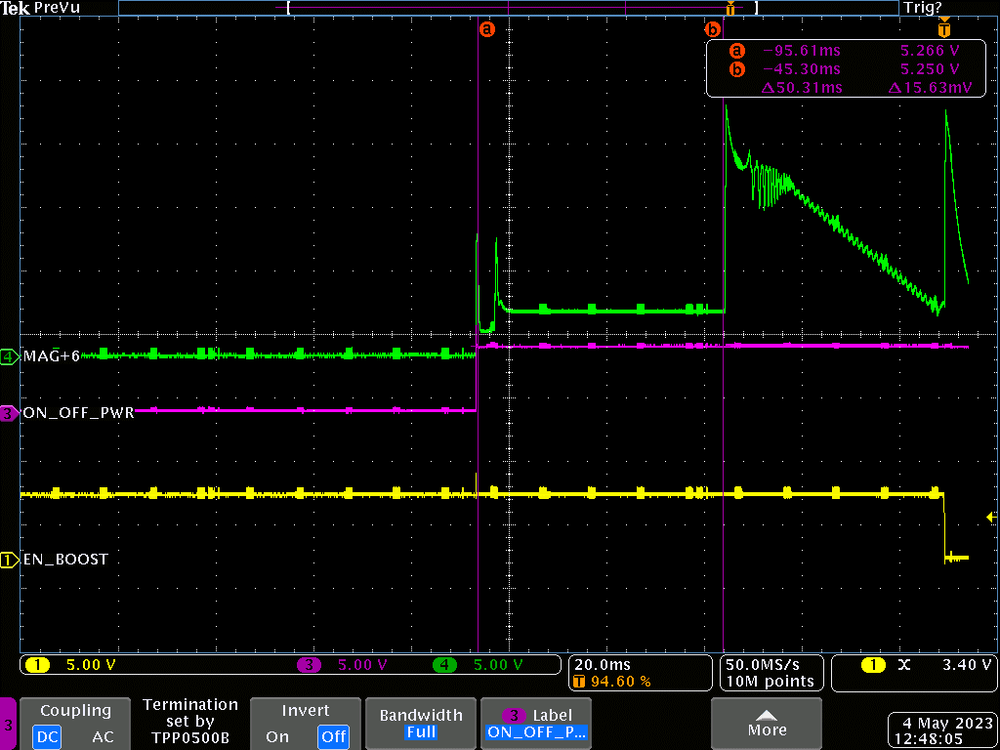 Tek PreVu Trig?
T
a b T
a −95.61ms 5.266 V
b −45.30ms 5.250 V
Δ50.31ms Δ15.63mV
4 MAG+6
3 ON_OFF_PWR
1 EN_BOOST
1 5.00 V 3 5.00 V 4 5.00 V
20.0ms
T 94.60 %
50.0MS/s
10M points
1 X 3.40 V
3
Coupling
DC AC
Termination
set by
TPP0500B
Invert
On Off
Bandwidth
Full
3 Label
ON_OFF_P...
More
4 May 2023
12:48:05